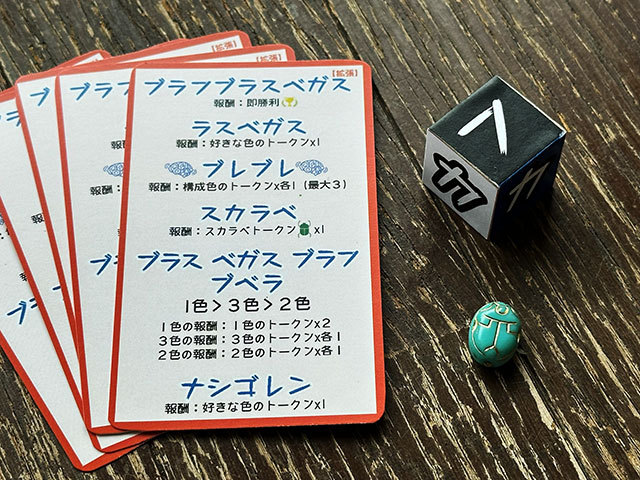 【拡張】
ブラフブラスベガス
報酬：即勝利
ラスベガス
報酬：好きな色のトークンx1
ブレブレ
報酬：構成色のトークンx各1（最大3）
スカラベ
報酬：スカラベトークン x1
ブラス ベガス ブラフ
ブベラ
1色＞3色＞2色
1色の報酬：1色のトークンx2
3色の報酬：3色のトークンx各1
2色の報酬：2色のトークンx各1
ナシゴレン
報酬：好きな色のトークンx1